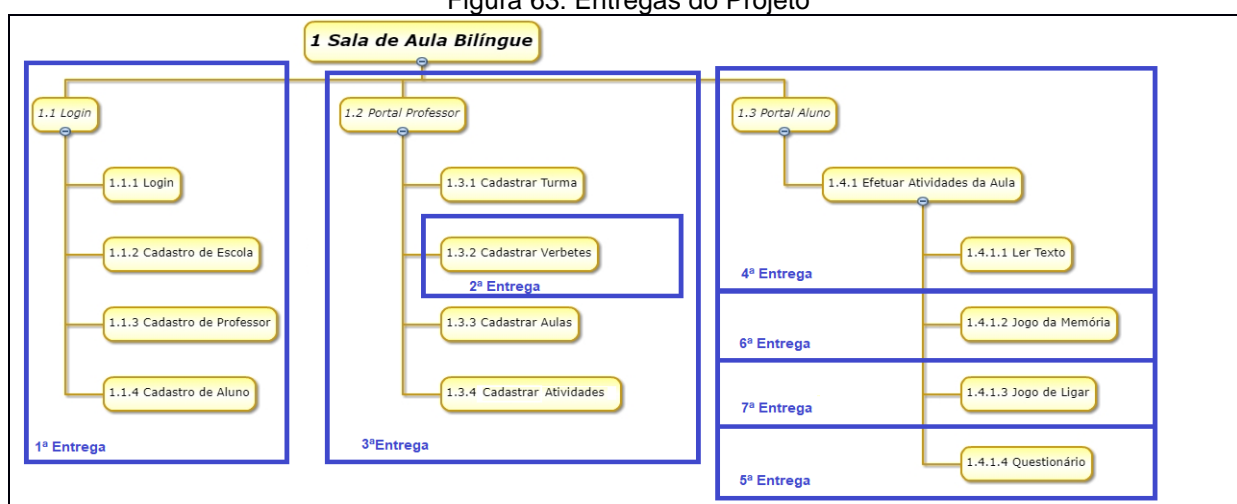 Figura 63: Entregas do Projeto
1 Sala de Aula Bilíngue
1.1 Login
1.1.1 Login
1.1.2 Cadastro de Escola
1.1.3 Cadastro de Professor
1.1.4 Cadastro de Aluno
1ª Entrega
1.2 Portal Professor
1.3.1 Cadastrar Turma
1.3.2 Cadastrar Verbetes
2ª Entrega
1.3.3 Cadastrar Aulas
1.3.4 Cadastrar Atividades
3ªEntrega
1.3 Portal Aluno
1.4.1 Efetuar Atividades da Aula
1.4.1.1 Ler Texto
4ª Entrega
1.4.1.2 Jogo da Memória
6ª Entrega
1.4.1.3 Jogo de Ligar
7ª Entrega
1.4.1.4 Questionário
5ª Entrega